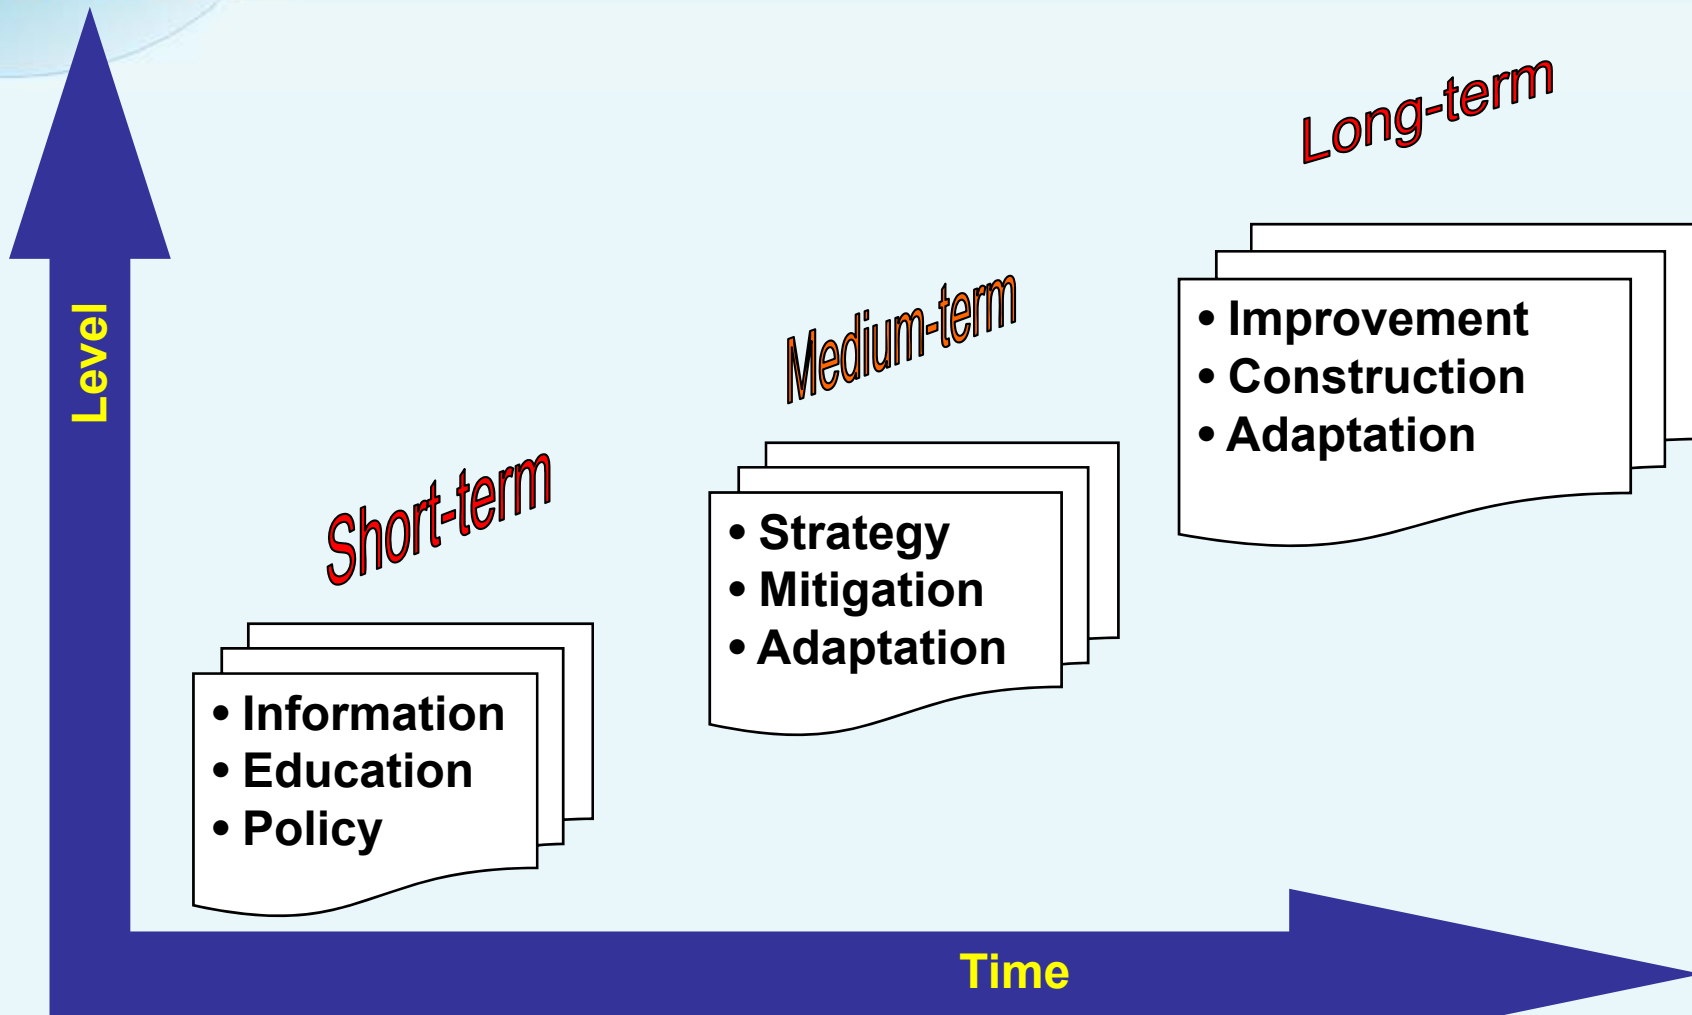 Level
Short-term
• Information
• Education
• Policy
Medium-term
• Strategy
• Mitigation
• Adaptation
Long-term
• Improvement
• Construction
• Adaptation
Time